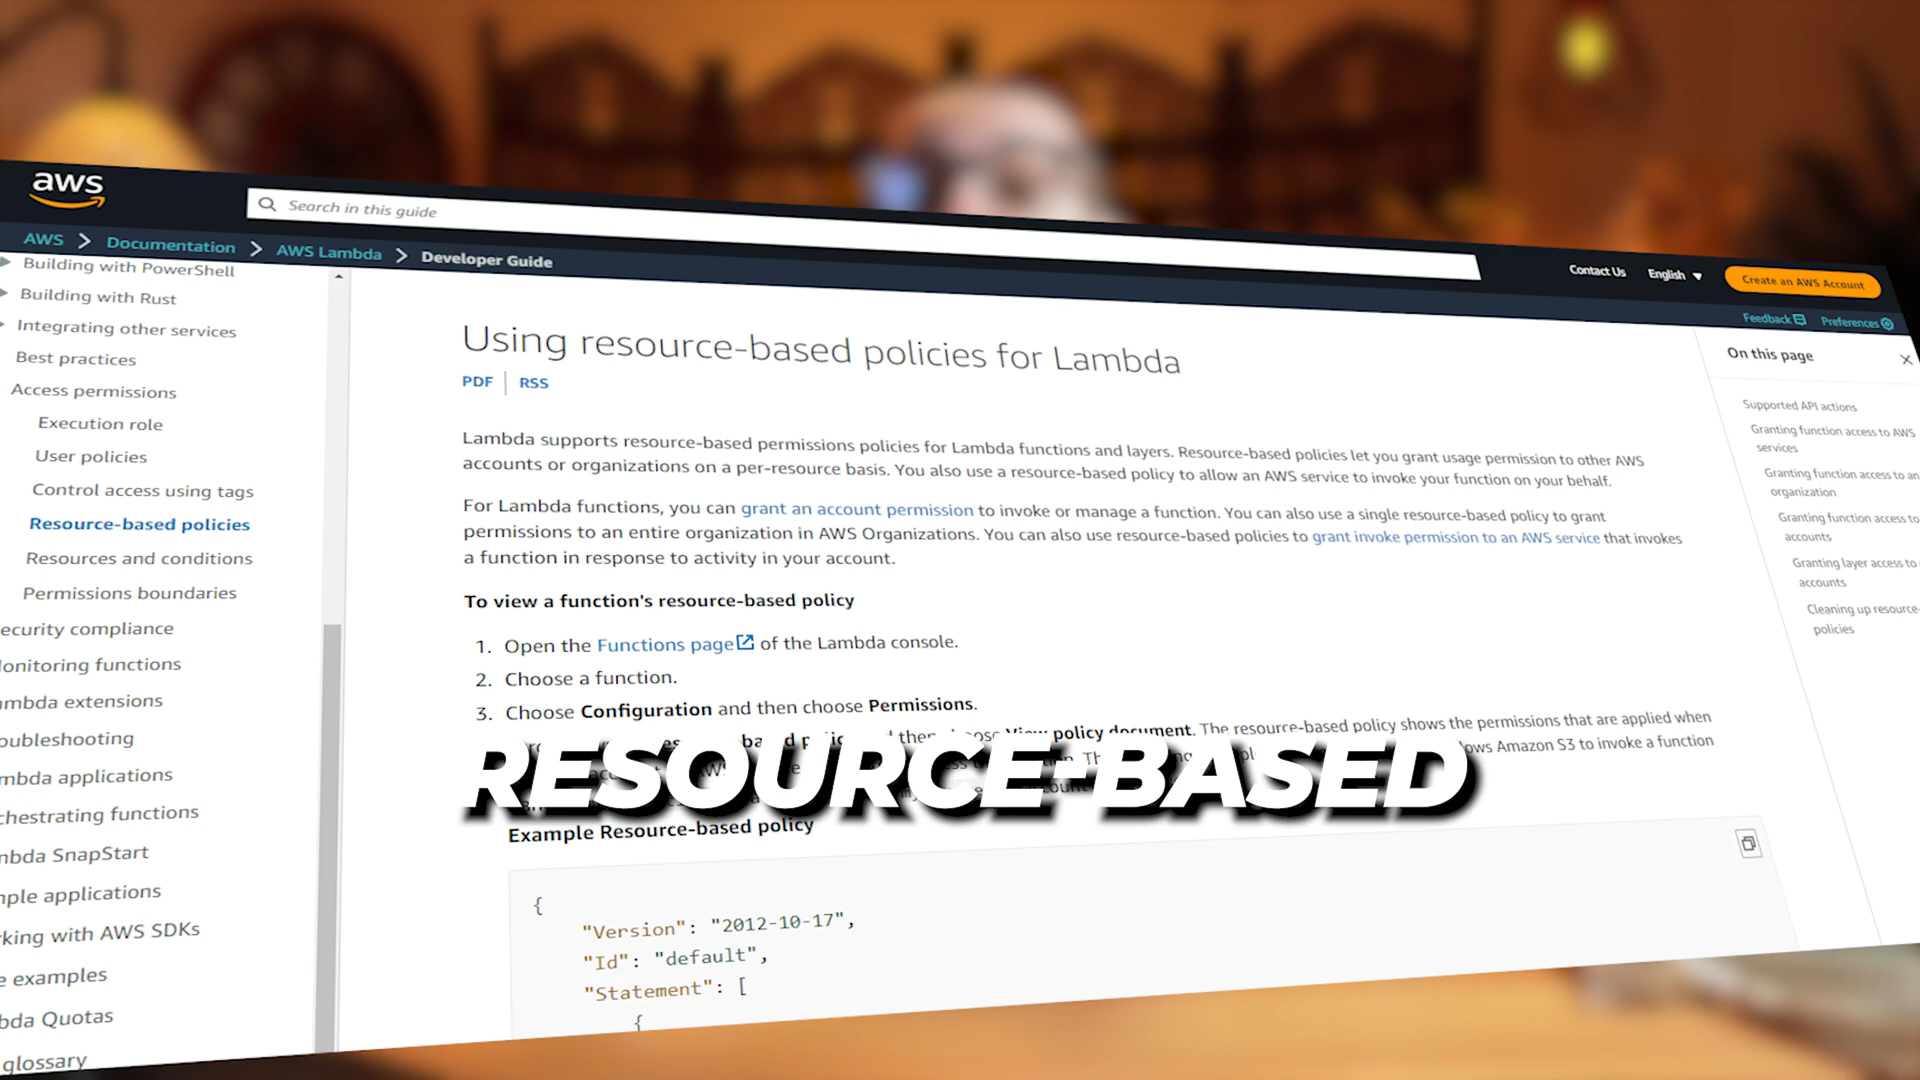 aws
Search in this guide
AWS > Documentation > AWS Lambda > Developer Guide
Contact Us
English
Create an AWS Account
Feedback
Preferences
Building with PowerShell
Building with Rust
Integrating other services
Best practices
Access permissions
Execution role
User policies
Control access using tags
Resource-based policies
Resources and conditions
Permissions boundaries
ecurity compliance
onitoring functions
mbda extensions
oubleshooting
mbda applications
chestrating functions
nbda SnapStart
nple applications
rking with AWS SDKs
e examples
bda Quotas
glossary
Using resource-based policies for Lambda
PDF | RSS
Lambda supports resource-based permissions policies for Lambda functions and layers. Resource-based policies let you grant usage permission to other AWS
accounts or organizations on a per-resource basis. You also use a resource-based policy to allow an AWS service to invoke your function on your behalf.
For Lambda functions, you can grant an account permission to invoke or manage a function. You can also use a single resource-based policy to grant
permissions to an entire organization in AWS Organizations. You can also use resource-based policies to grant invoke permission to an AWS service that invokes
a function in response to activity in your account.
To view a function's resource-based policy
1. Open the Functions page of the Lambda console.
2. Choose a function.
3. Choose Configuration and then choose Permissions.
policy document. The resource-based policy shows the permissions that are applied when
Amazon S3 to invoke a function
RESOURCE-BASED
Example Resource-based policy
{
"Version": "2012-10-17",
"Id": "default",
"Statement": [
{
On this page
Supported API actions
Granting function access to AWS
services
Granting function access to an
organization
Granting function access to
accounts
Granting layer access to
accounts
Cleaning up resource-
policies